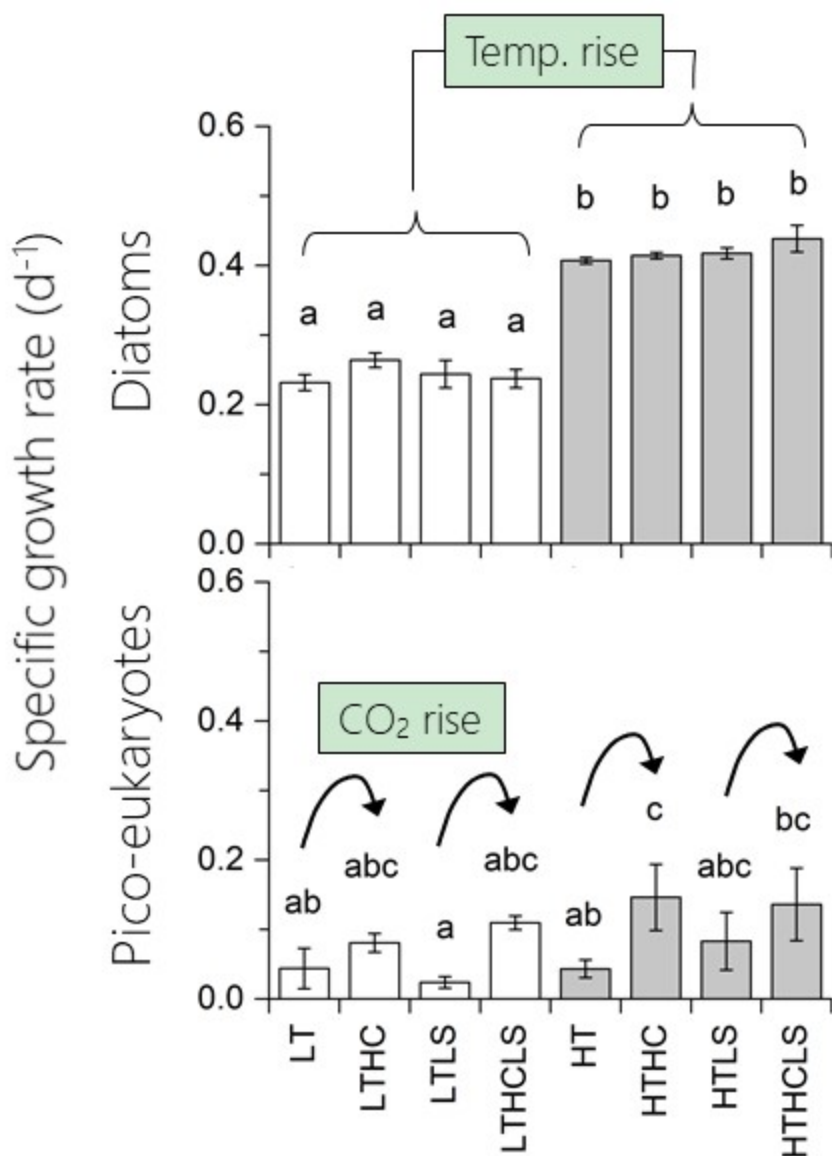 Temp. rise
Specific growth rate (d⁻¹)
Diatoms
0.6
0.4
0.2
0.0
a a a a b b b b
Pico-eukaryotes
0.6
0.4
0.2
0.0
CO₂ rise
ab abc a abc ab c abc bc
LT LTHC LTLS LTHCLS HT HTHC HTLS HTHCLS